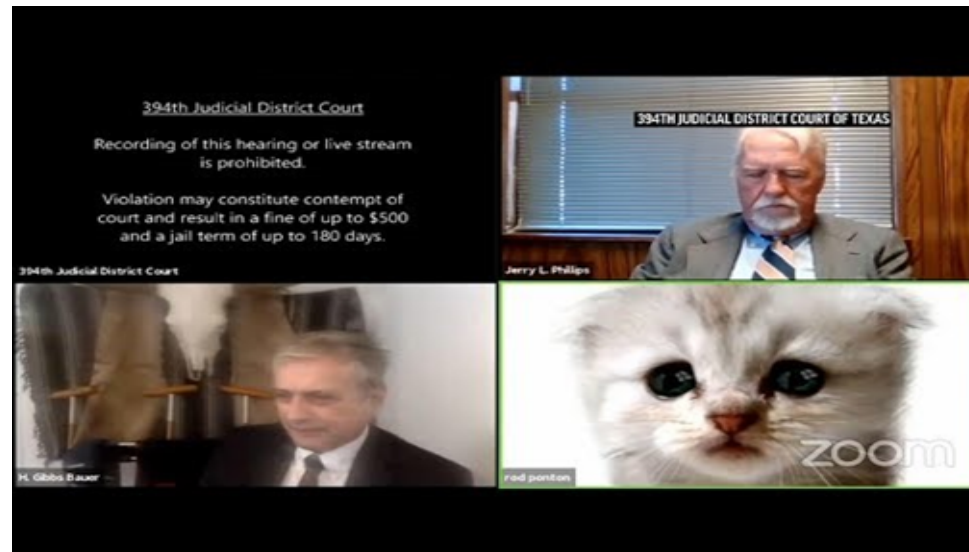 394th Judicial District Court
Recording of this hearing or live stream
is prohibited.
Violation may constitute contempt of
court and result in a fine of up to $500
and a jail term of up to 180 days.
394th Judicial District Court
394TH JUDICIAL DISTRICT COURT OF TEXAS
Jerry L. Phillips
H. Gibbs Bauer
zoom
rod ponton